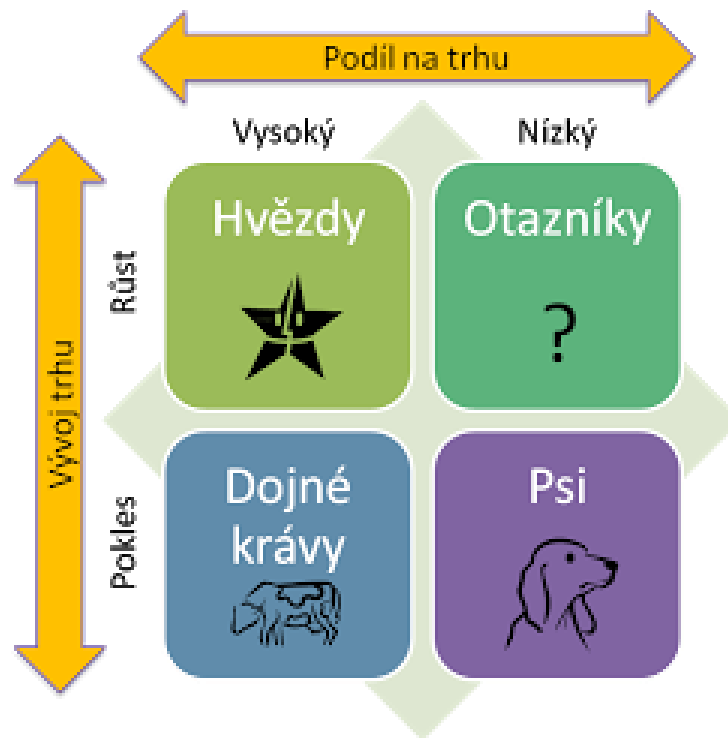 Podíl na trhu
Vysoký
Nízký
Vývoj trhu
Růst
Hvězdy
Otazníky
?
Pokles
Dojné
krávy
Psi